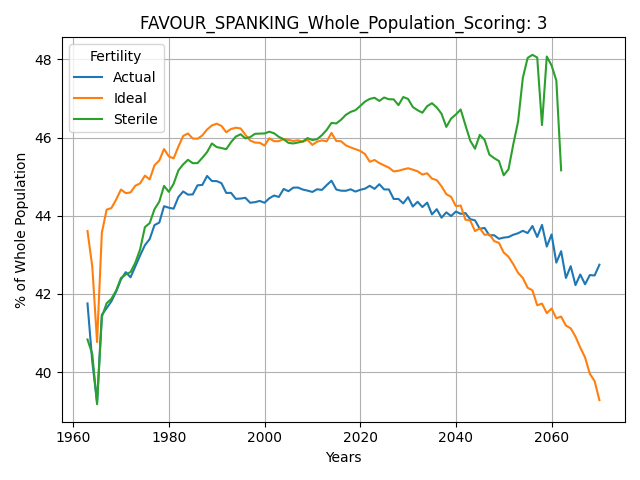 FAVOUR_SPANKING_Whole_Population_Scoring: 3
Fertility
Actual
Ideal
Sterile
% of Whole Population
48
46
44
42
40
1960 1980 2000 2020 2040 2060
Years